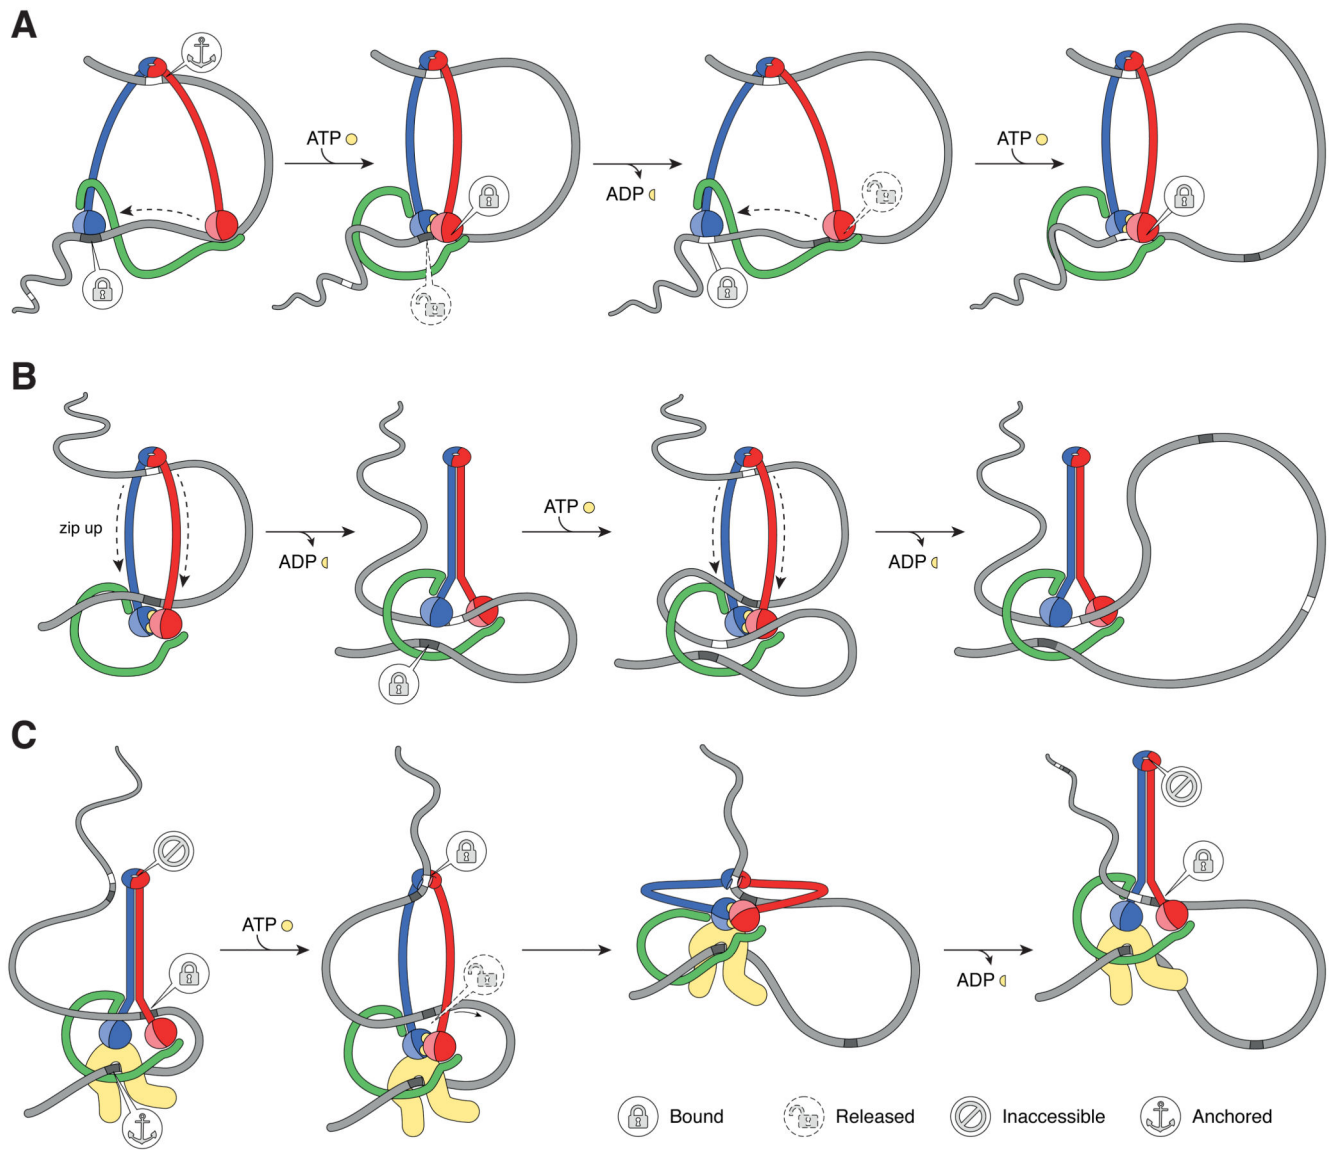 A
ATP
ADP
ATP
B
zip up
ADP
ATP
ADP
C
ATP
ADP
Bound
Released
Inaccessible
Anchored